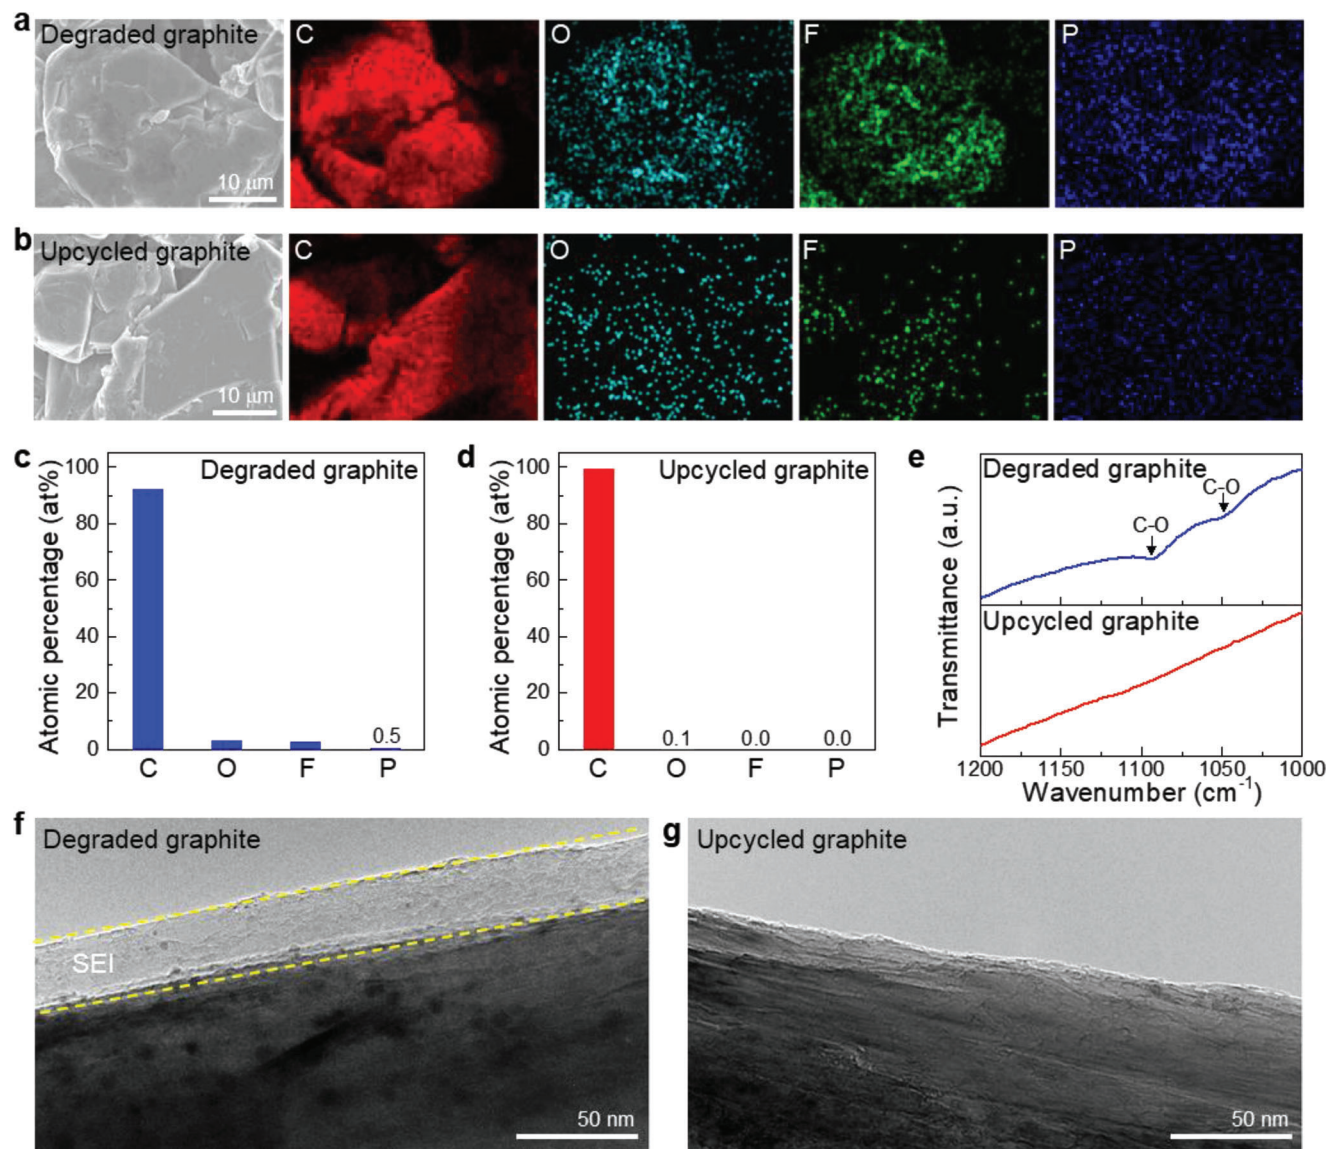 a
Degraded graphite
C
O
F
P
10 μm
b
Upcycled graphite
C
O
F
P
10 μm
c
Atomic percentage (at%)
100
80
60
40
20
0
Degraded graphite
0.5
C O F P
d
Atomic percentage (at%)
100
80
60
40
20
0
Upcycled graphite
0.1 0.0 0.0
C O F P
e
Transmittance (a.u.)
Degraded graphite
C-O
C-O
Upcycled graphite
1200 1150 1100 1050 1000
Wavenumber (cm⁻¹)
f
Degraded graphite
SEI
50 nm
g
Upcycled graphite
50 nm